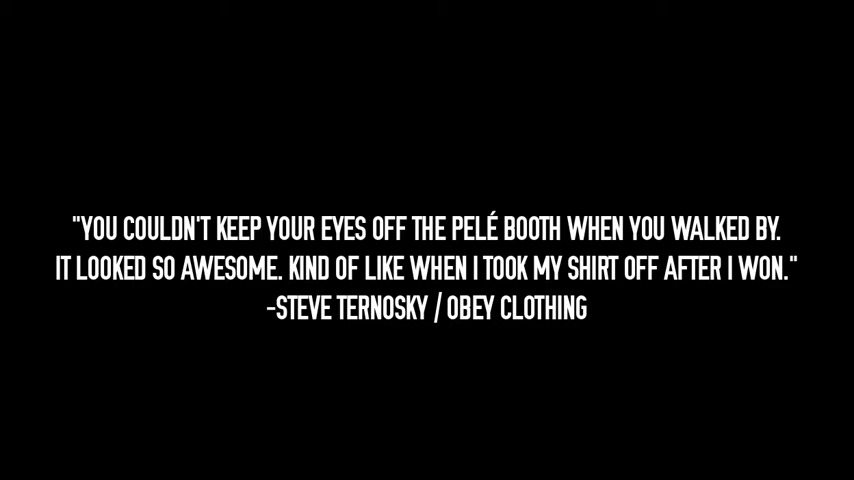 "YOU COULDN'T KEEP YOUR EYES OFF THE PELÉ BOOTH WHEN YOU WALKED BY.
IT LOOKED SO AWESOME. KIND OF LIKE WHEN I TOOK MY SHIRT OFF AFTER I WON."
-STEVE TERNOSKY / OBEY CLOTHING